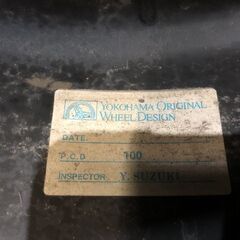 YOKOHAMA ORIGINAL
WHEEL DESIGN
DATE.
P.C.D 100
INSPECTOR Y. SUZUKI